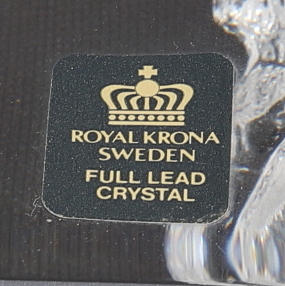 ROYAL KRONA
SWEDEN
FULL LEAD
CRYSTAL